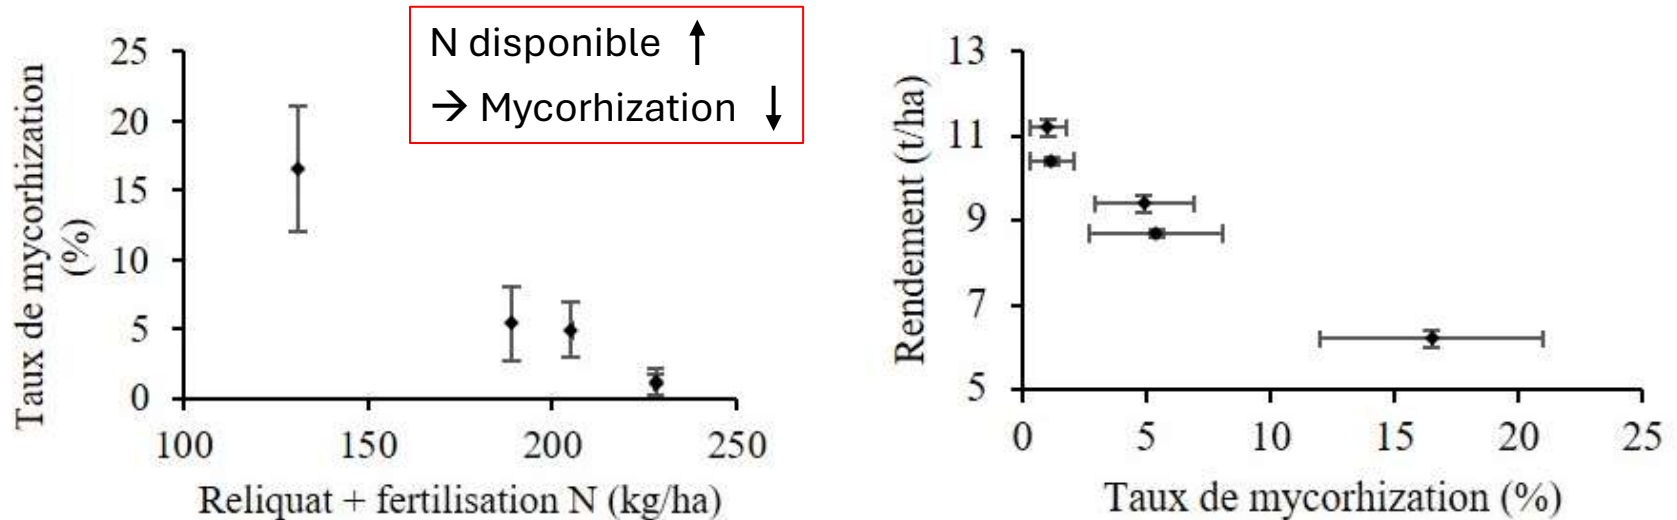 N disponible ↑
→ Mycorhization ↓
Taux de mycorhization
(%)
25
20
15
10
5
0
100 150 200 250
Reliquat + fertilisation N (kg/ha)
Rendement (t/ha)
13
11
9
7
5
0 5 10 15 20 25
Taux de mycorhization (%)